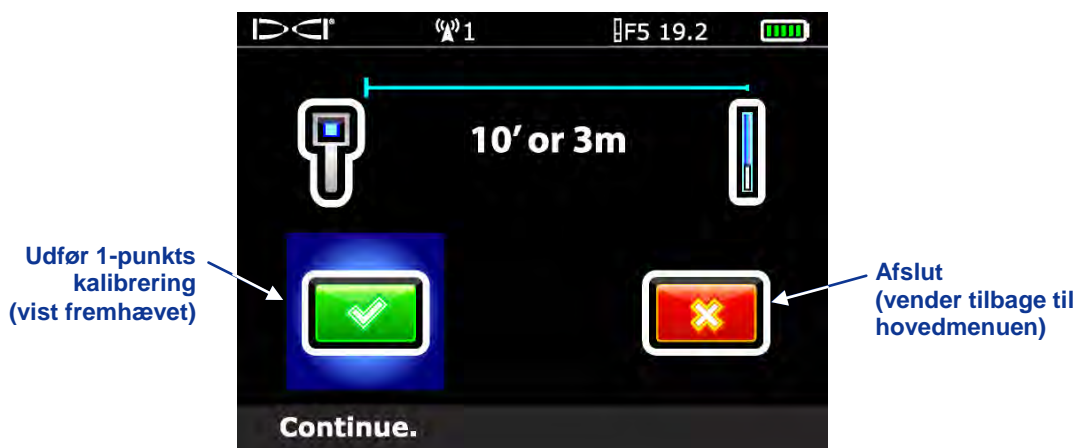 DCI®
1
F5 19.2
10′ or 3m
Udfør 1-punkts
kalibrering
(vist fremhævet)
Afslut
(vender tilbage til
hovedmenuen)
Continue.